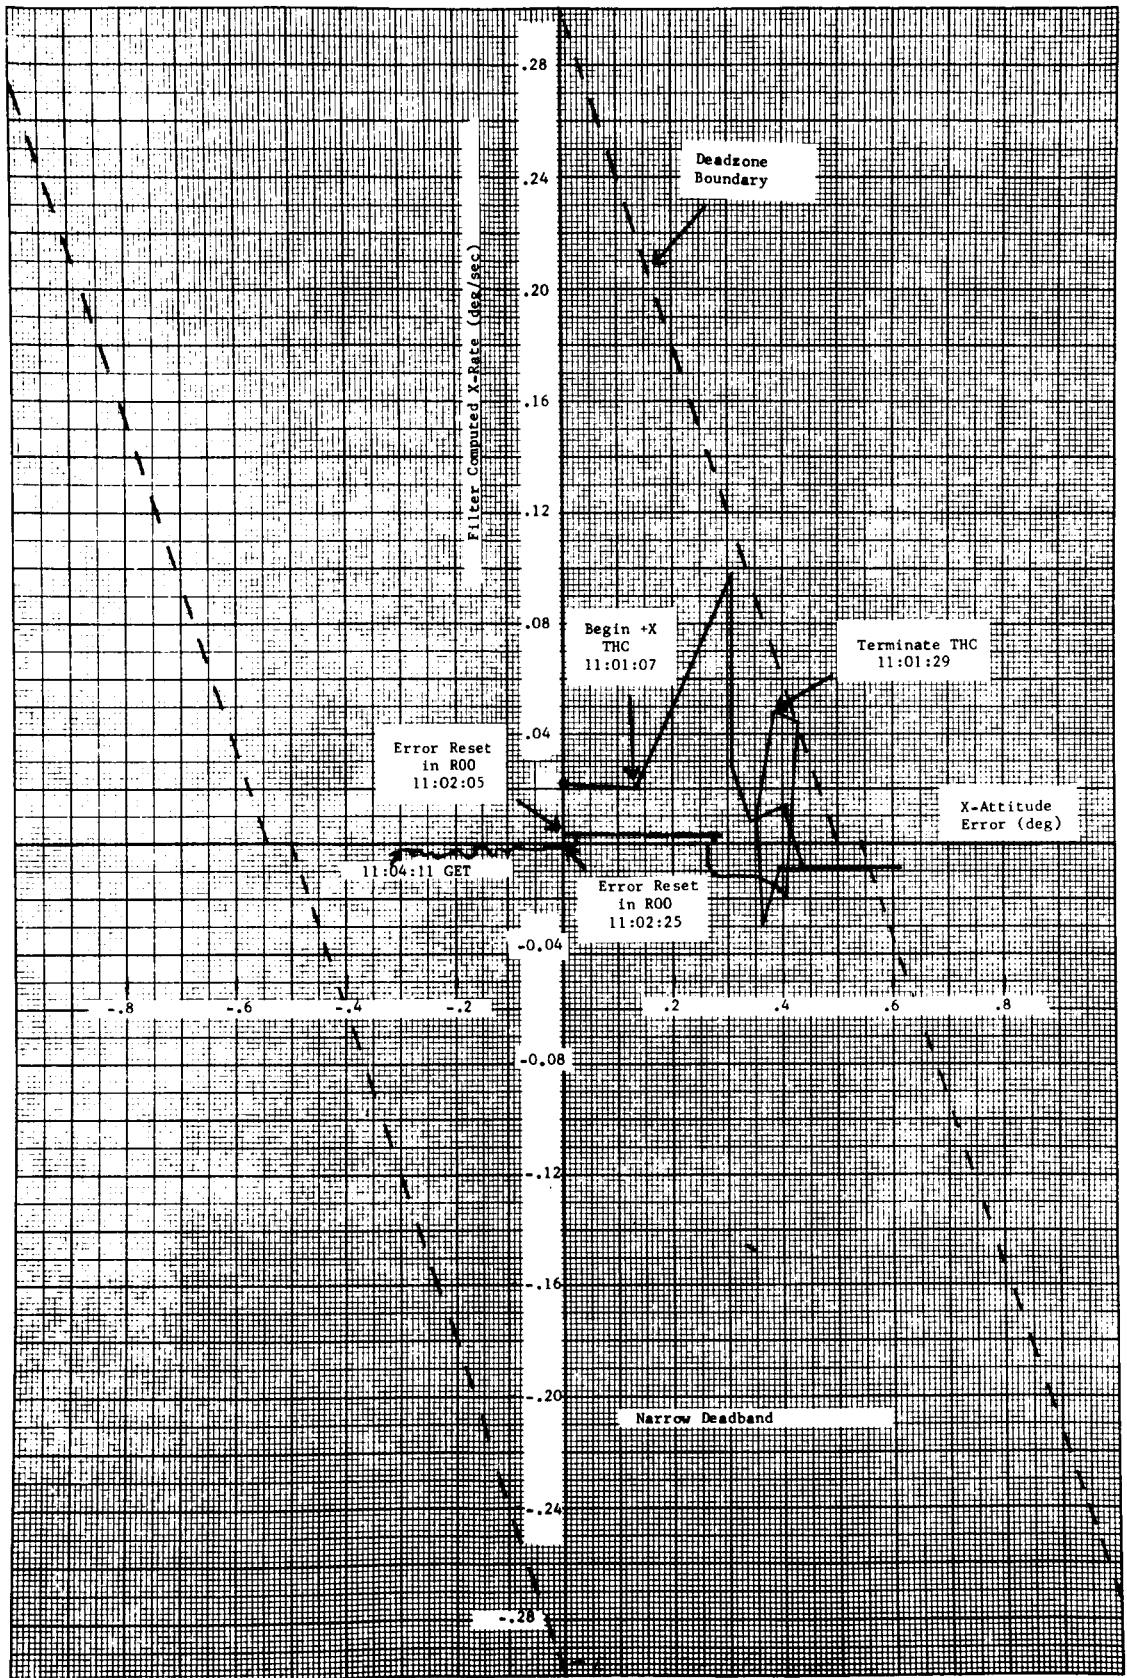 .28
Deadzone
Boundary
.24
Filter Computed X-Rate (deg/sec)
.20
.16
.12
.08
Begin +X
THC
11:01:07
Terminate THC
11:01:29
.04
Error Reset
in ROO
11:02:05
X-Attitude
Error (deg)
11:04:11 GET
Error Reset
in ROO
11:02:25
-0.04
-.8
-.6
-.4
-.2
.2
.4
.6
.8
-0.08
-.12
-.16
-.20
Narrow Deadband
-.24
-.28